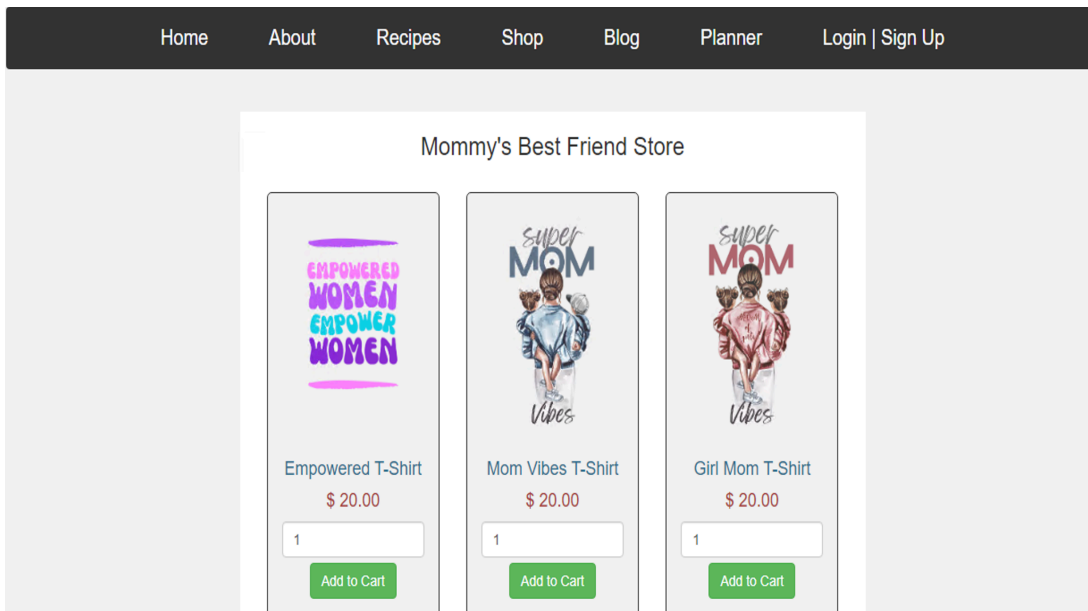 Home About Recipes Shop Blog Planner Login | Sign Up
Mommy's Best Friend Store
EMPOWERED
WOMEN
EMPOWER
WOMEN
super
MOM
Vibes
super
MOM
Vibes
Empowered T-Shirt Mom Vibes T-Shirt Girl Mom T-Shirt
$ 20.00 $ 20.00 $ 20.00
1 1 1
Add to Cart Add to Cart Add to Cart